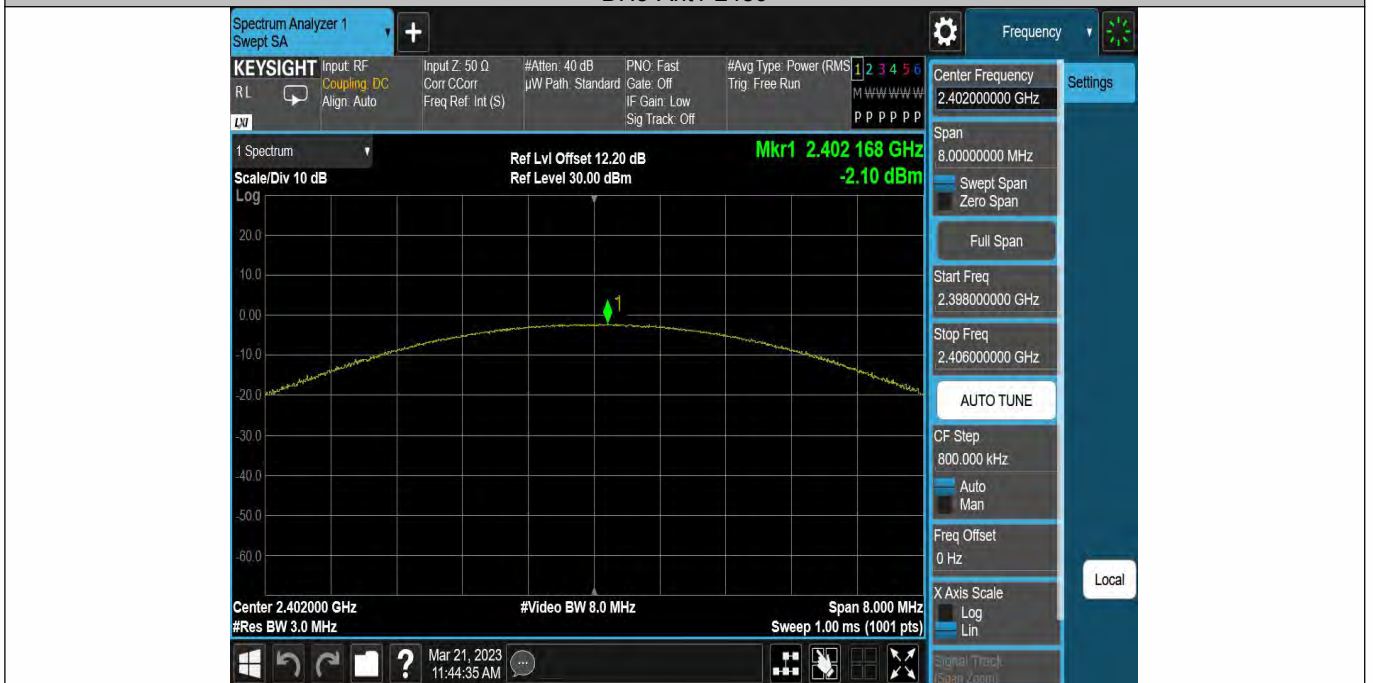 Spectrum Analyzer 1
Swept SA
+
Frequency
KEYSIGHT
RL
LXI
Input: RF
Coupling: DC
Align: Auto
Input Z: 50 Ω
Corr CCorr
Freq Ref: Int (S)
#Atten: 40 dB
µW Path: Standard
PNO: Fast
Gate: Off
IF Gain: Low
Sig Track: Off
#Avg Type: Power (RMS
Trig: Free Run
1 2 3 4 5 6
M W W W W W
P P P P P P
Center Frequency
2.402000000 GHz
Settings
Span
8.00000000 MHz
Swept Span
Zero Span
Full Span
Start Freq
2.398000000 GHz
Stop Freq
2.406000000 GHz
AUTO TUNE
CF Step
800.000 kHz
Auto
Man
Freq Offset
0 Hz
X Axis Scale
Log
Lin
Signal Track
(Span Zoom)
Local
1 Spectrum
Scale/Div 10 dB
Ref Lvl Offset 12.20 dB
Ref Level 30.00 dBm
Mkr1 2.402 168 GHz
-2.10 dBm
Log
20.0
10.0
0.00
-10.0
-20.0
-30.0
-40.0
-50.0
-60.0
1
Center 2.402000 GHz
#Res BW 3.0 MHz
#Video BW 8.0 MHz
Span 8.000 MHz
Sweep 1.00 ms (1001 pts)
?
Mar 21, 2023
11:44:35 AM